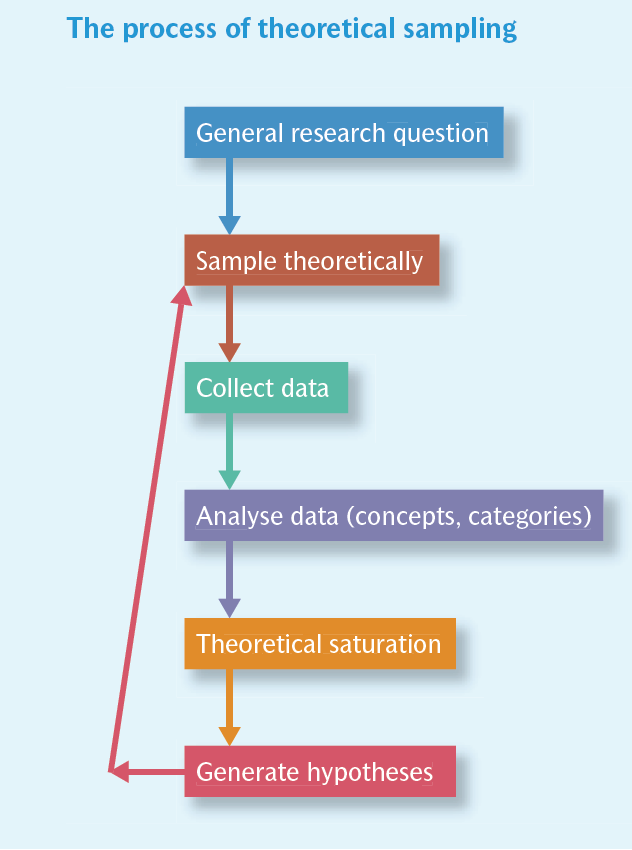 The process of theoretical sampling
General research question
Sample theoretically
Collect data
Analyse data (concepts, categories)
Theoretical saturation
Generate hypotheses